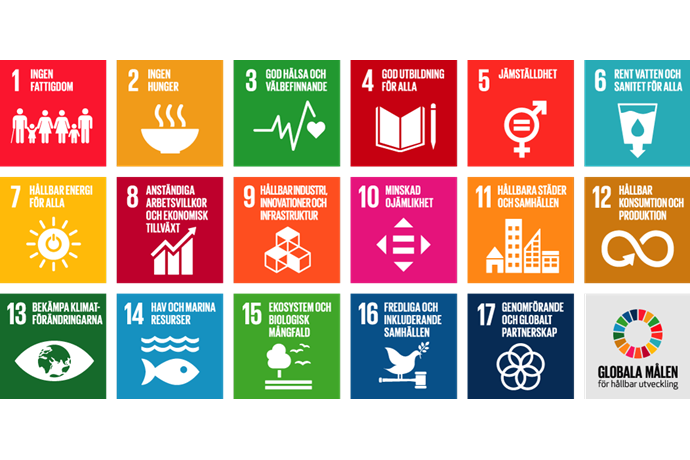 1 INGEN
FATTIGDOM
2 INGEN
HUNGER
3 GOD HÄLSA OCH
VÄLBEFINNANDE
4 GOD UTBILDNING
FÖR ALLA
5 JÄMSTÄLLDHET
6 RENT VATTEN OCH
SANITET FÖR ALLA
7 HÅLLBAR ENERGI
FÖR ALLA
8 ANSTÄNDIGA
ARBETSVILLKOR
OCH EKONOMISK
TILLVÄXT
9 HÅLLBAR INDUSTRI,
INNOVATIONER OCH
INFRASTRUKTUR
10 MINSKAD
OJÄMLIKHET
11 HÅLLBARA STÄDER
OCH SAMHÄLLEN
12 HÅLLBAR
KONSUMTION OCH
PRODUKTION
13 BEKÄMPA KLIMAT-
FÖRÄNDRINGARNA
14 HAV OCH MARINA
RESURSER
15 EKOSYSTEM OCH
BIOLOGISK
MÅNGFALD
16 FREDLIGA OCH
INKLUDERANDE
SAMHÄLLEN
17 GENOMFÖRANDE
OCH GLOBALT
PARTNERSKAP
GLOBALA MÅLEN
för hållbar utveckling